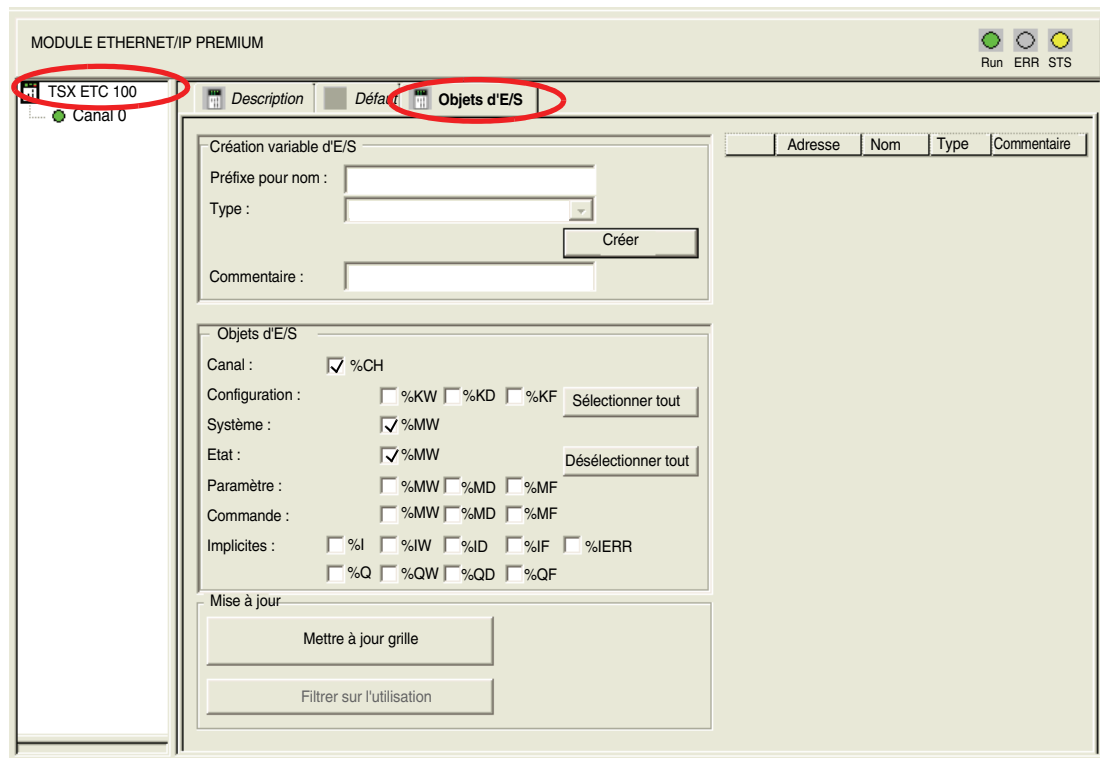 MODULE ETHERNET/IP PREMIUM
Run ERR STS
TSX ETC 100
Canal 0
Description Défaut Objets d'E/S
Création variable d'E/S
Préfixe pour nom :
Type :
Créer
Commentaire :
Adresse Nom Type Commentaire
Objets d'E/S
Canal : %CH
Configuration : %KW %KD %KF Sélectionner tout
Système : %MW
Etat : %MW Désélectionner tout
Paramètre : %MW %MD %MF
Commande : %MW %MD %MF
Implicites : %I %IW %ID %IF %IERR
%Q %QW %QD %QF
Mise à jour
Mettre à jour grille
Filtrer sur l'utilisation